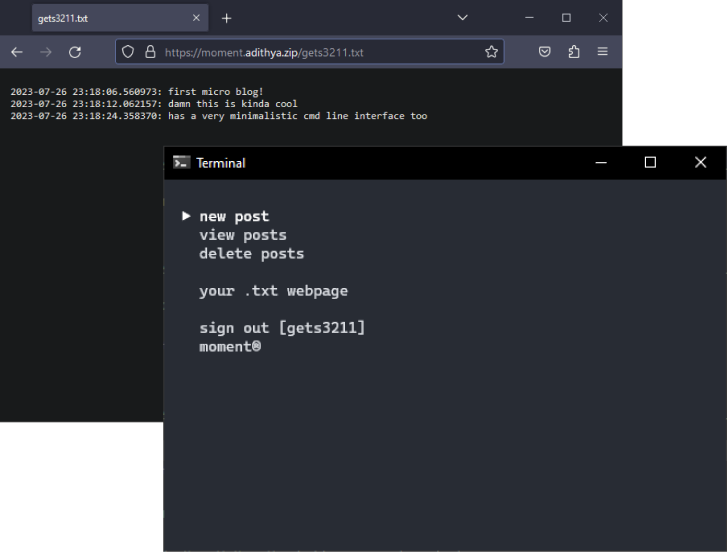 gets3211.txt
https://moment.adithya.zip/gets3211.txt
2023-07-26 23:18:06.560973: first micro blog!
2023-07-26 23:18:12.062157: damn this is kinda cool
2023-07-26 23:18:24.358370: has a very minimalistic cmd line interface too
Terminal
new post
view posts
delete posts
your .txt webpage
sign out [gets3211]
moment®